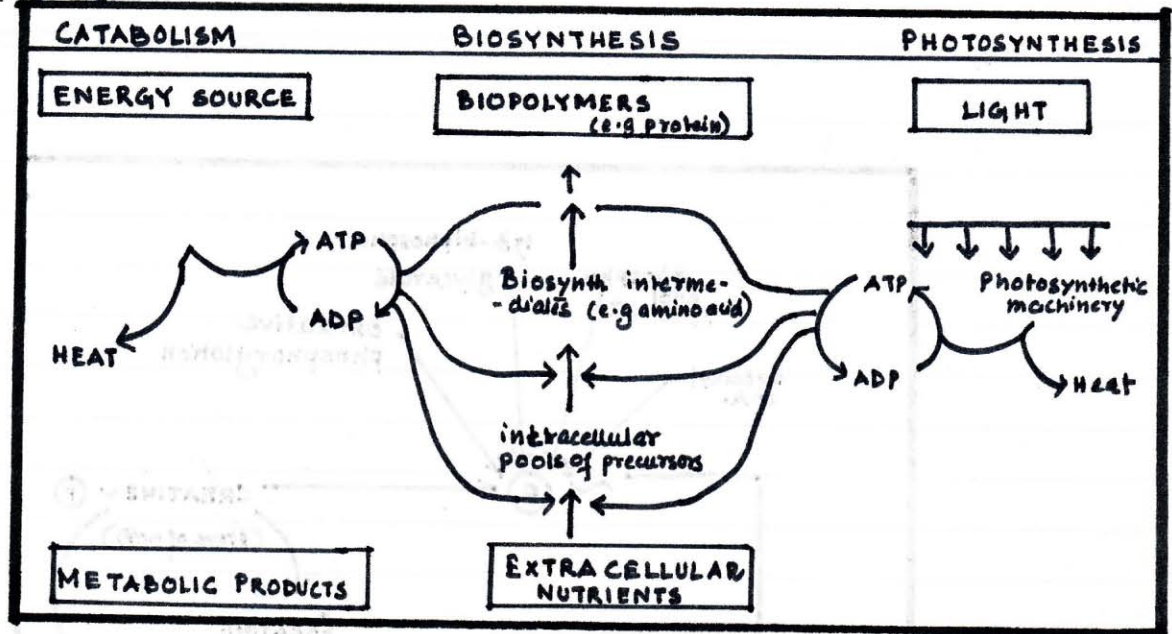 CATABOLISM BIOSYNTHESIS PHOTOSYNTHESIS
ENERGY SOURCE
BIOPOLYMERS
(e.g protein)
LIGHT
ATP
ADP
HEAT
Biosynth interme-
-diates (e.g amino acid)
intracellular
pools of precursors
ATP
ADP
Photosynthetic
machinery
Heat
METABOLIC PRODUCTS
EXTRACELLULAR
NUTRIENTS
CREATINE